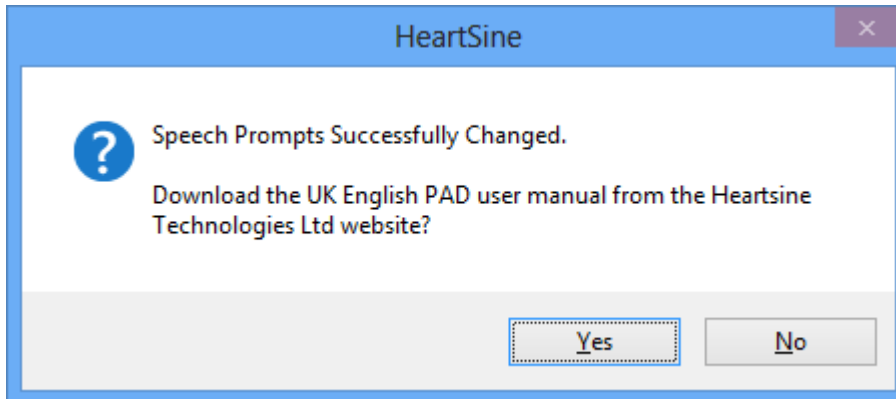 HeartSine
Speech Prompts Successfully Changed.
Download the UK English PAD user manual from the Heartsine
Technologies Ltd website?
Yes
No